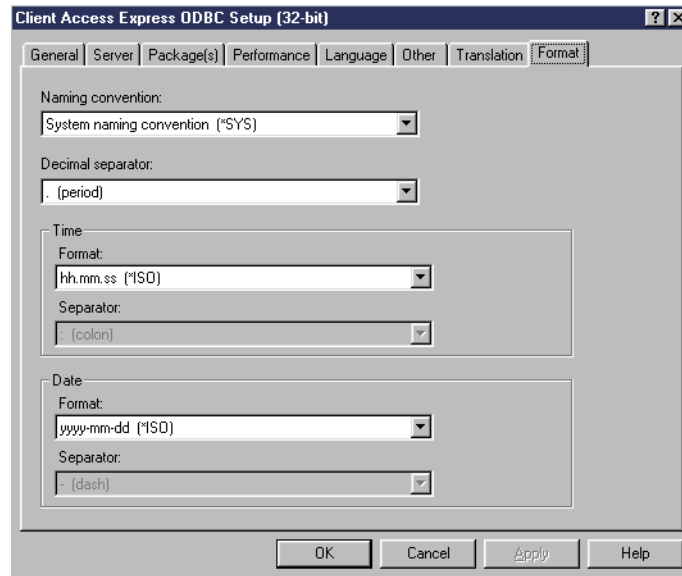 Client Access Express ODBC Setup (32-bit)
General Server Package(s) Performance Language Other Translation Format
Naming convention:
System naming convention (*SYS)
Decimal separator:
. (period)
Time
Format:
hh.mm.ss (*ISO)
Separator:
: (colon)
Date
Format:
yyyy-mm-dd (*ISO)
Separator:
- (dash)
OK Cancel Apply Help